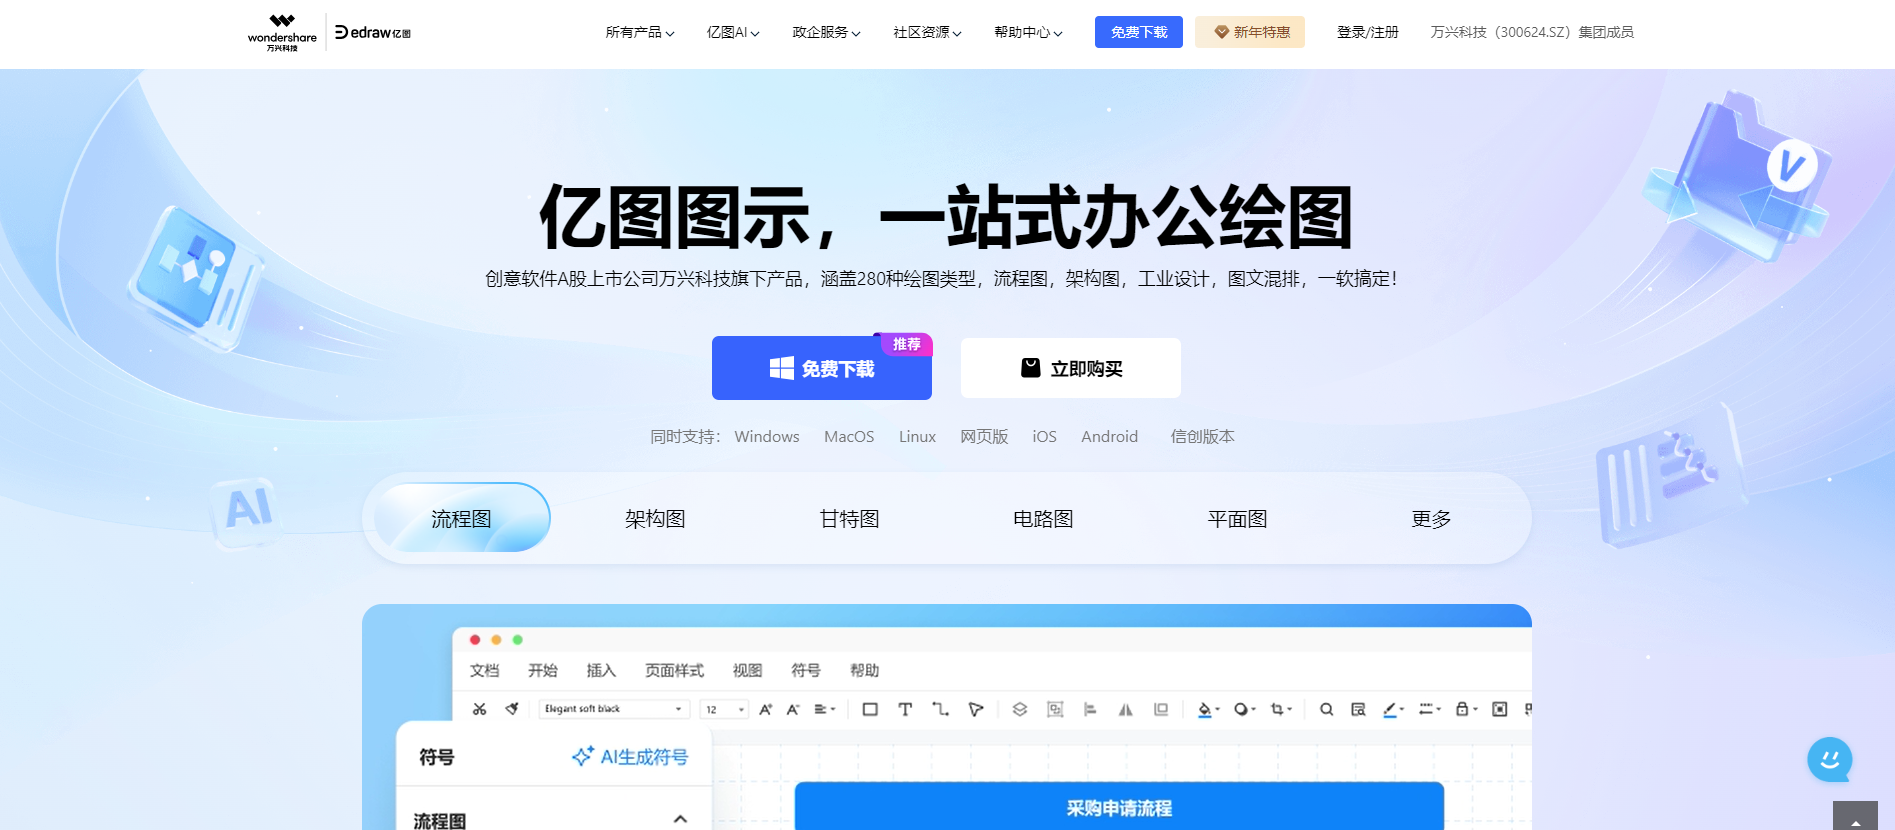 wondershare
万兴科技
edraw亿图
所有产品 亿图AI 政企服务 社区资源 帮助中心 免费下载 新年特惠 登录/注册 万兴科技（300624.SZ）集团成员
亿图图示，一站式办公绘图
创意软件A股上市公司万兴科技旗下产品，涵盖280种绘图类型，流程图，架构图，工业设计，图文混排，一软搞定！
推荐
免费下载 立即购买
同时支持： Windows MacOS Linux 网页版 iOS Android 信创版本
AI
流程图 架构图 甘特图 电路图 平面图 更多
文档 开始 插入 页面样式 视图 符号 帮助
Elegant soft black 12
符号 AI生成符号
流程图
采购申请流程